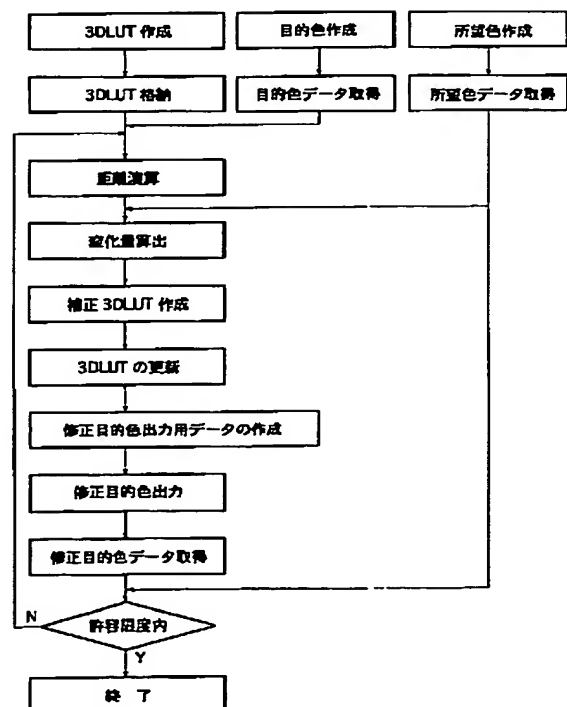 3DLUT 作成
目的色作成
所望色作成
3DLUT 格納
目的色データ取得
所望色データ取得
距離演算
変化量算出
補正 3DLUT 作成
3DLUT の更新
修正目的色出力用データの作成
修正目的色出力
修正目的色データ取得
N
許容限度内
Y
終 了